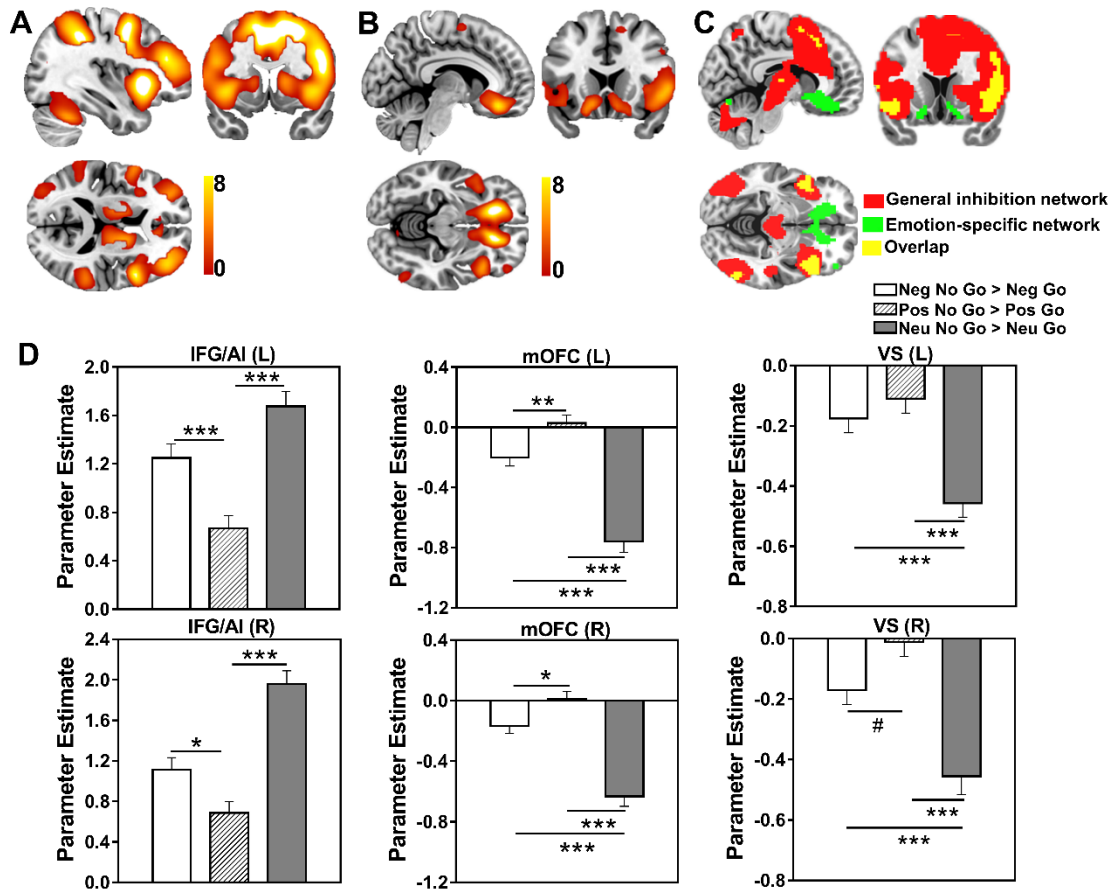 A
B
C
8
0
8
0
General inhibition network
Emotion-specific network
Overlap
Neg No Go > Neg Go
Pos No Go > Pos Go
Neu No Go > Neu Go
D
IFG/AI (L)
Parameter Estimate
2.0
1.6
1.2
0.8
0.4
0.0
***
***
mOFC (L)
Parameter Estimate
0.4
0.0
-0.4
-0.8
-1.2
**
***
***
VS (L)
Parameter Estimate
0.0
-0.2
-0.4
-0.6
-0.8
***
***
IFG/AI (R)
Parameter Estimate
2.4
2.0
1.6
1.2
0.8
0.4
0.0
*
***
mOFC (R)
Parameter Estimate
0.4
0.0
-0.4
-0.8
-1.2
*
***
***
VS (R)
Parameter Estimate
0.0
-0.2
-0.4
-0.6
-0.8
#
***
***